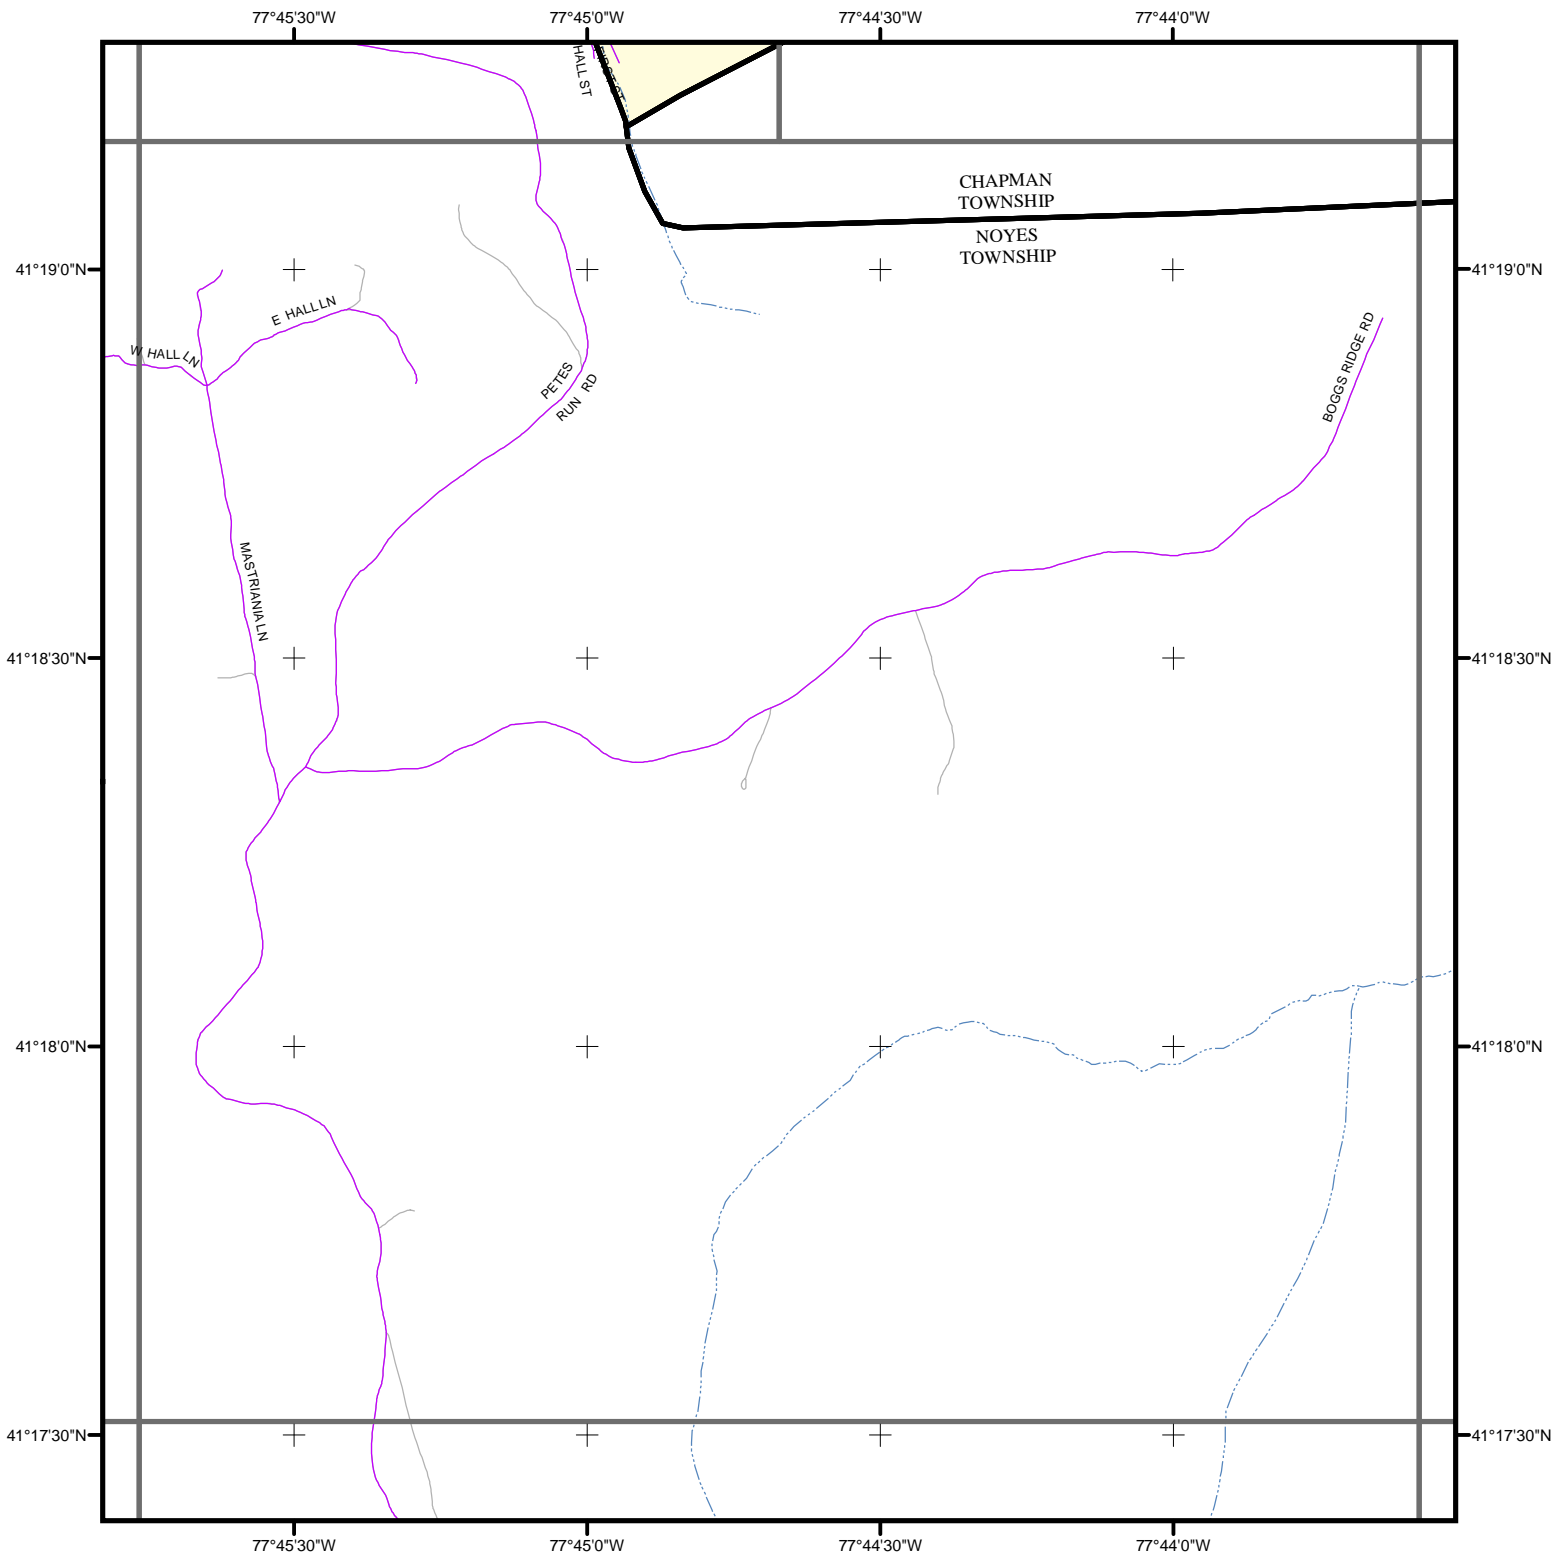 77°45'30"W
77°45'0"W
77°44'30"W
77°44'0"W
HALL ST
FIRST ST
CHAPMAN
TOWNSHIP
NOYES
TOWNSHIP
41°19'0"N
41°19'0"N
E HALL LN
W HALL LN
PETES
RUN RD
BOGGS RIDGE RD
MASTRIANI LN
41°18'30"N
41°18'30"N
41°18'0"N
41°18'0"N
41°17'30"N
41°17'30"N
77°45'30"W
77°45'0"W
77°44'30"W
77°44'0"W